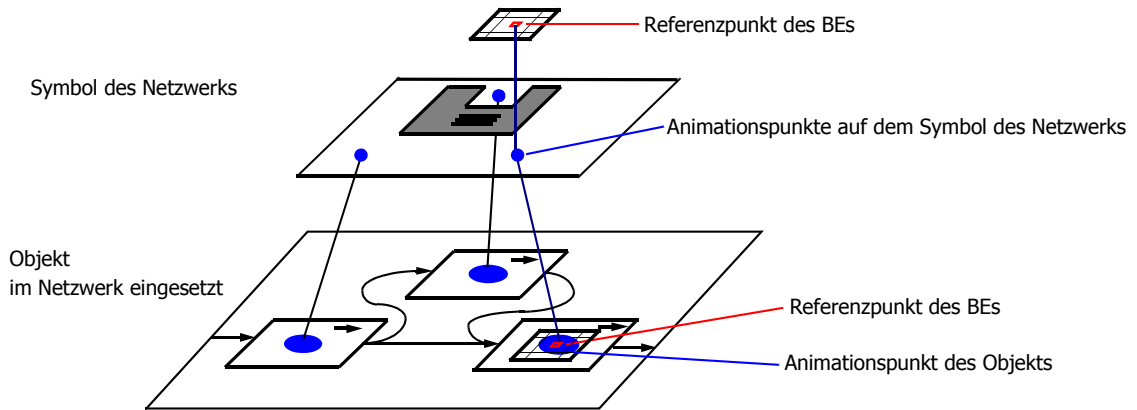 Referenzpunkt des BEs
Symbol des Netzwerks
Animationspunkte auf dem Symbol des Netzwerks
Objekt
im Netzwerk eingesetzt
Referenzpunkt des BEs
Animationspunkt des Objekts